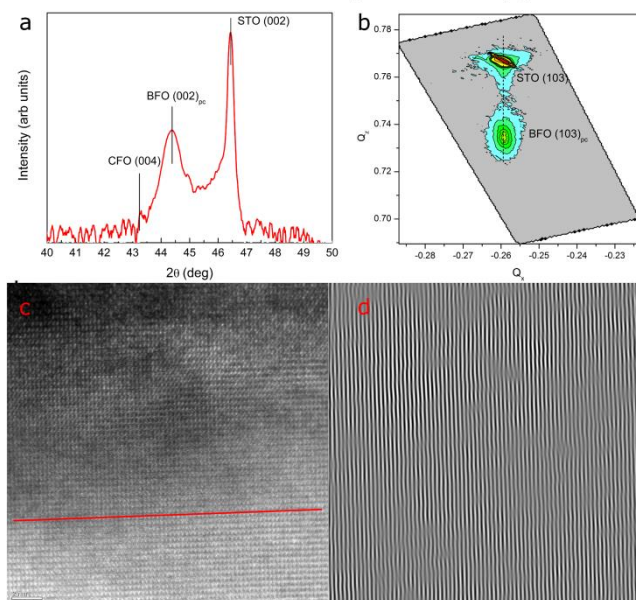 a
STO (002)
BFO (002)pc
CFO (004)
Intensity (arb units)
40 41 42 43 44 45 46 47 48 49 50
2θ (deg)
b
0.78
0.76
0.74
0.72
0.70
Qz
STO (103)
BFO (103)pc
-0.28 -0.27 -0.26 -0.25 -0.24 -0.23
Qx
c
d